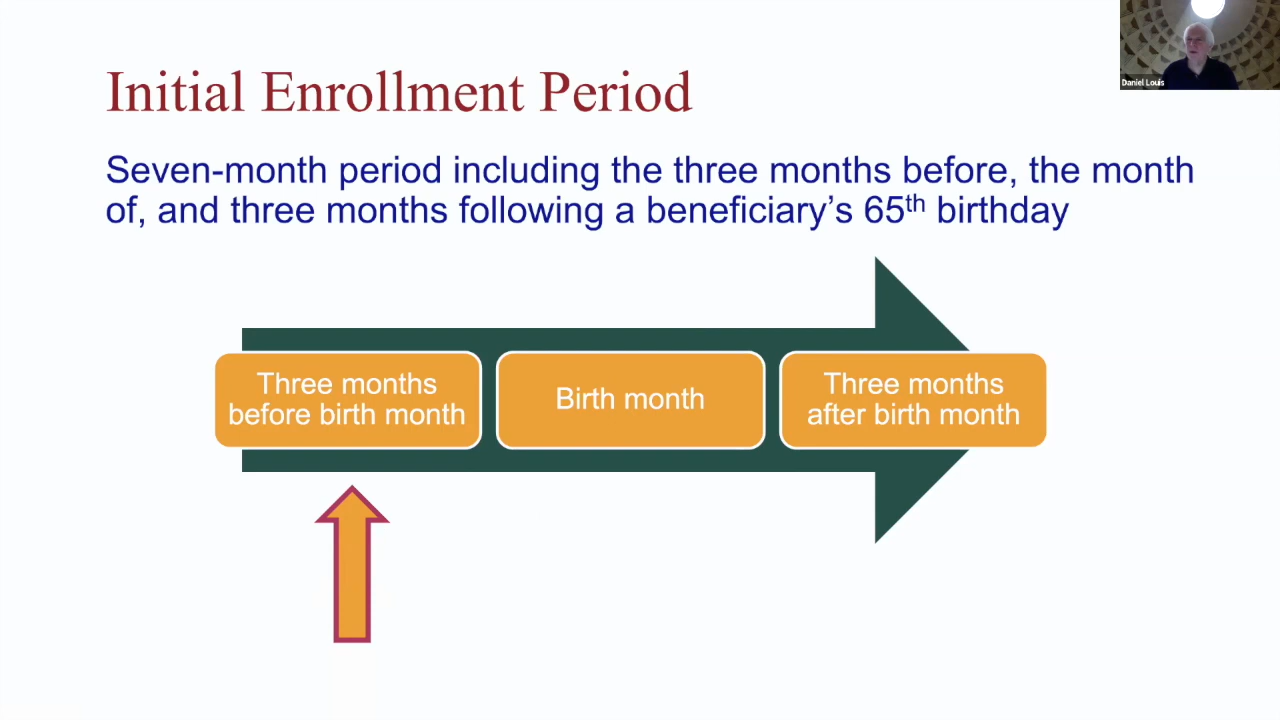 Daniel Louis
Initial Enrollment Period
Seven-month period including the three months before, the month
of, and three months following a beneficiary’s 65th birthday
Three months
before birth month
Birth month
Three months
after birth month